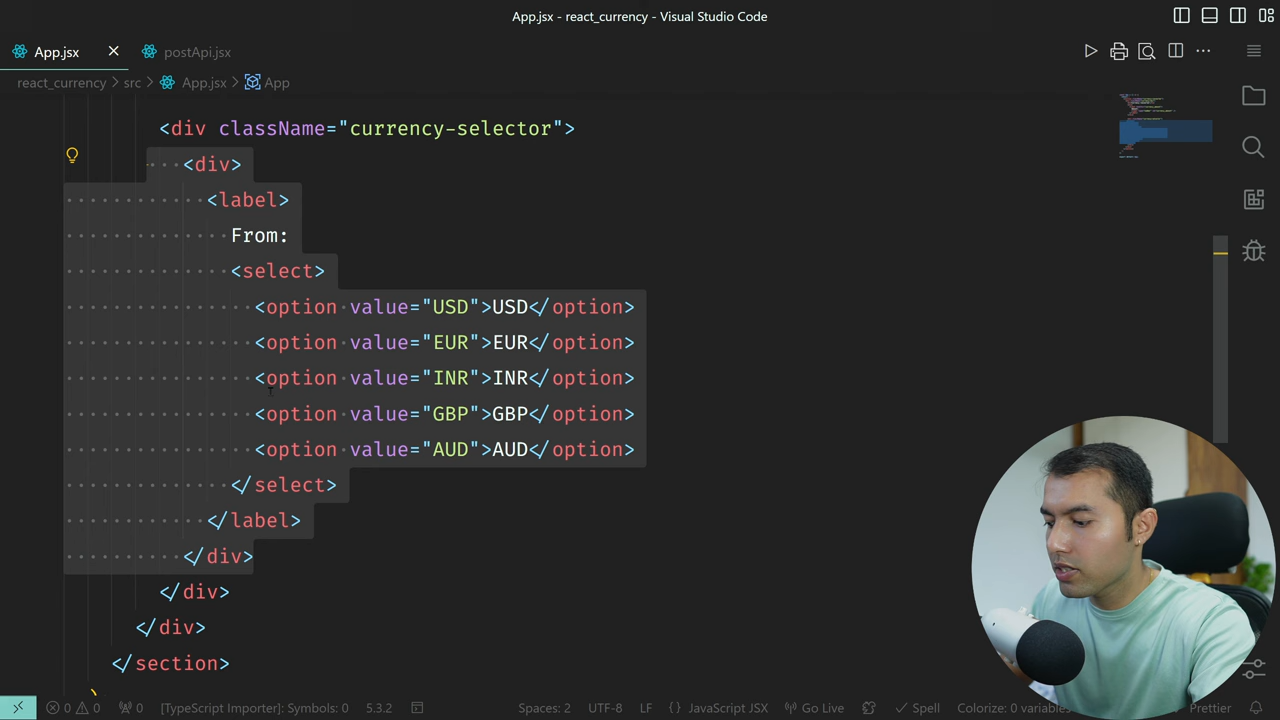 App.jsx - react_currency - Visual Studio Code
App.jsx
postApi.jsx
react_currency > src > App.jsx > App
<div className="currency-selector">
<div>
<label>
From:
<select>
<option value="USD">USD</option>
<option value="EUR">EUR</option>
<option value="INR">INR</option>
<option value="GBP">GBP</option>
<option value="AUD">AUD</option>
</select>
</label>
</div>
</div>
</div>
</section>
0 0 0 [TypeScript Importer]: Symbols: 0 5.3.2 Spaces: 2 UTF-8 LF {} JavaScript JSX Go Live Spell Colorize: 0 variables Prettier